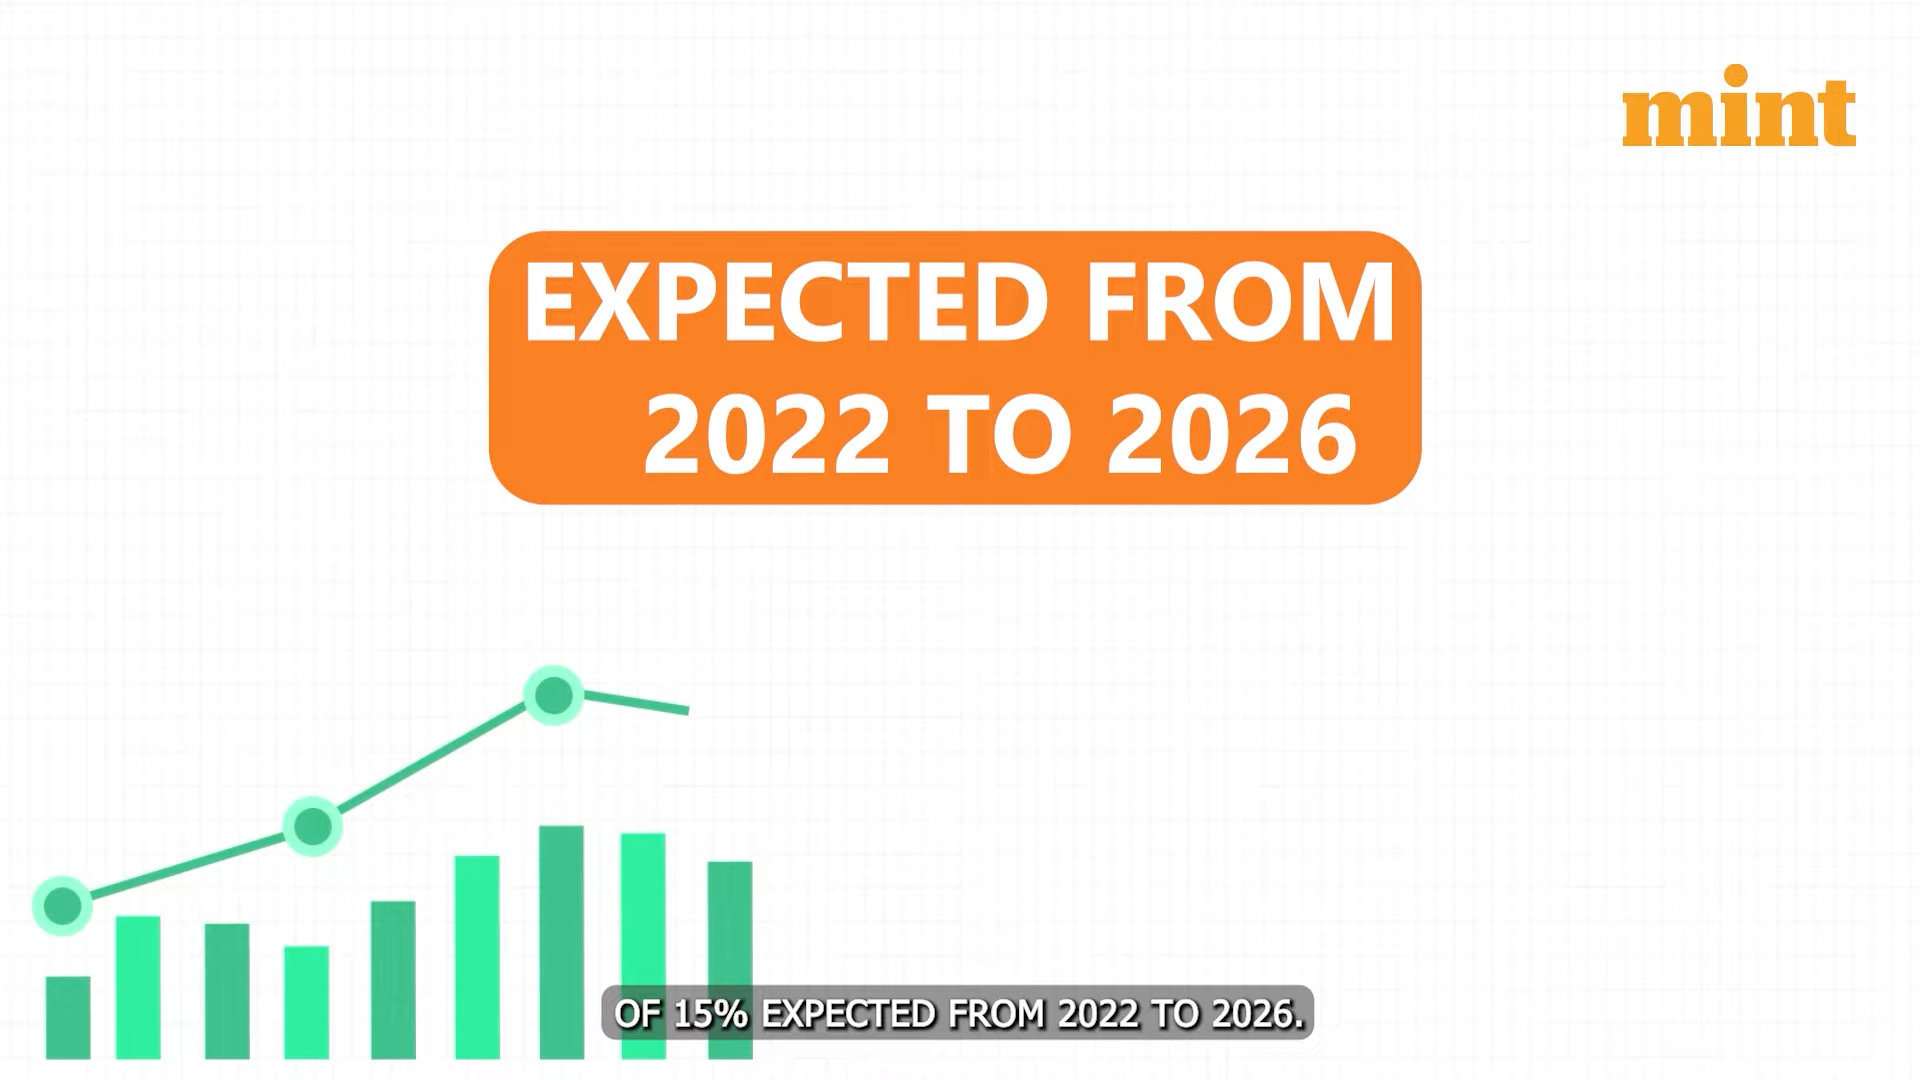 mint
EXPECTED FROM
2022 TO 2026
OF 15% EXPECTED FROM 2022 TO 2026.